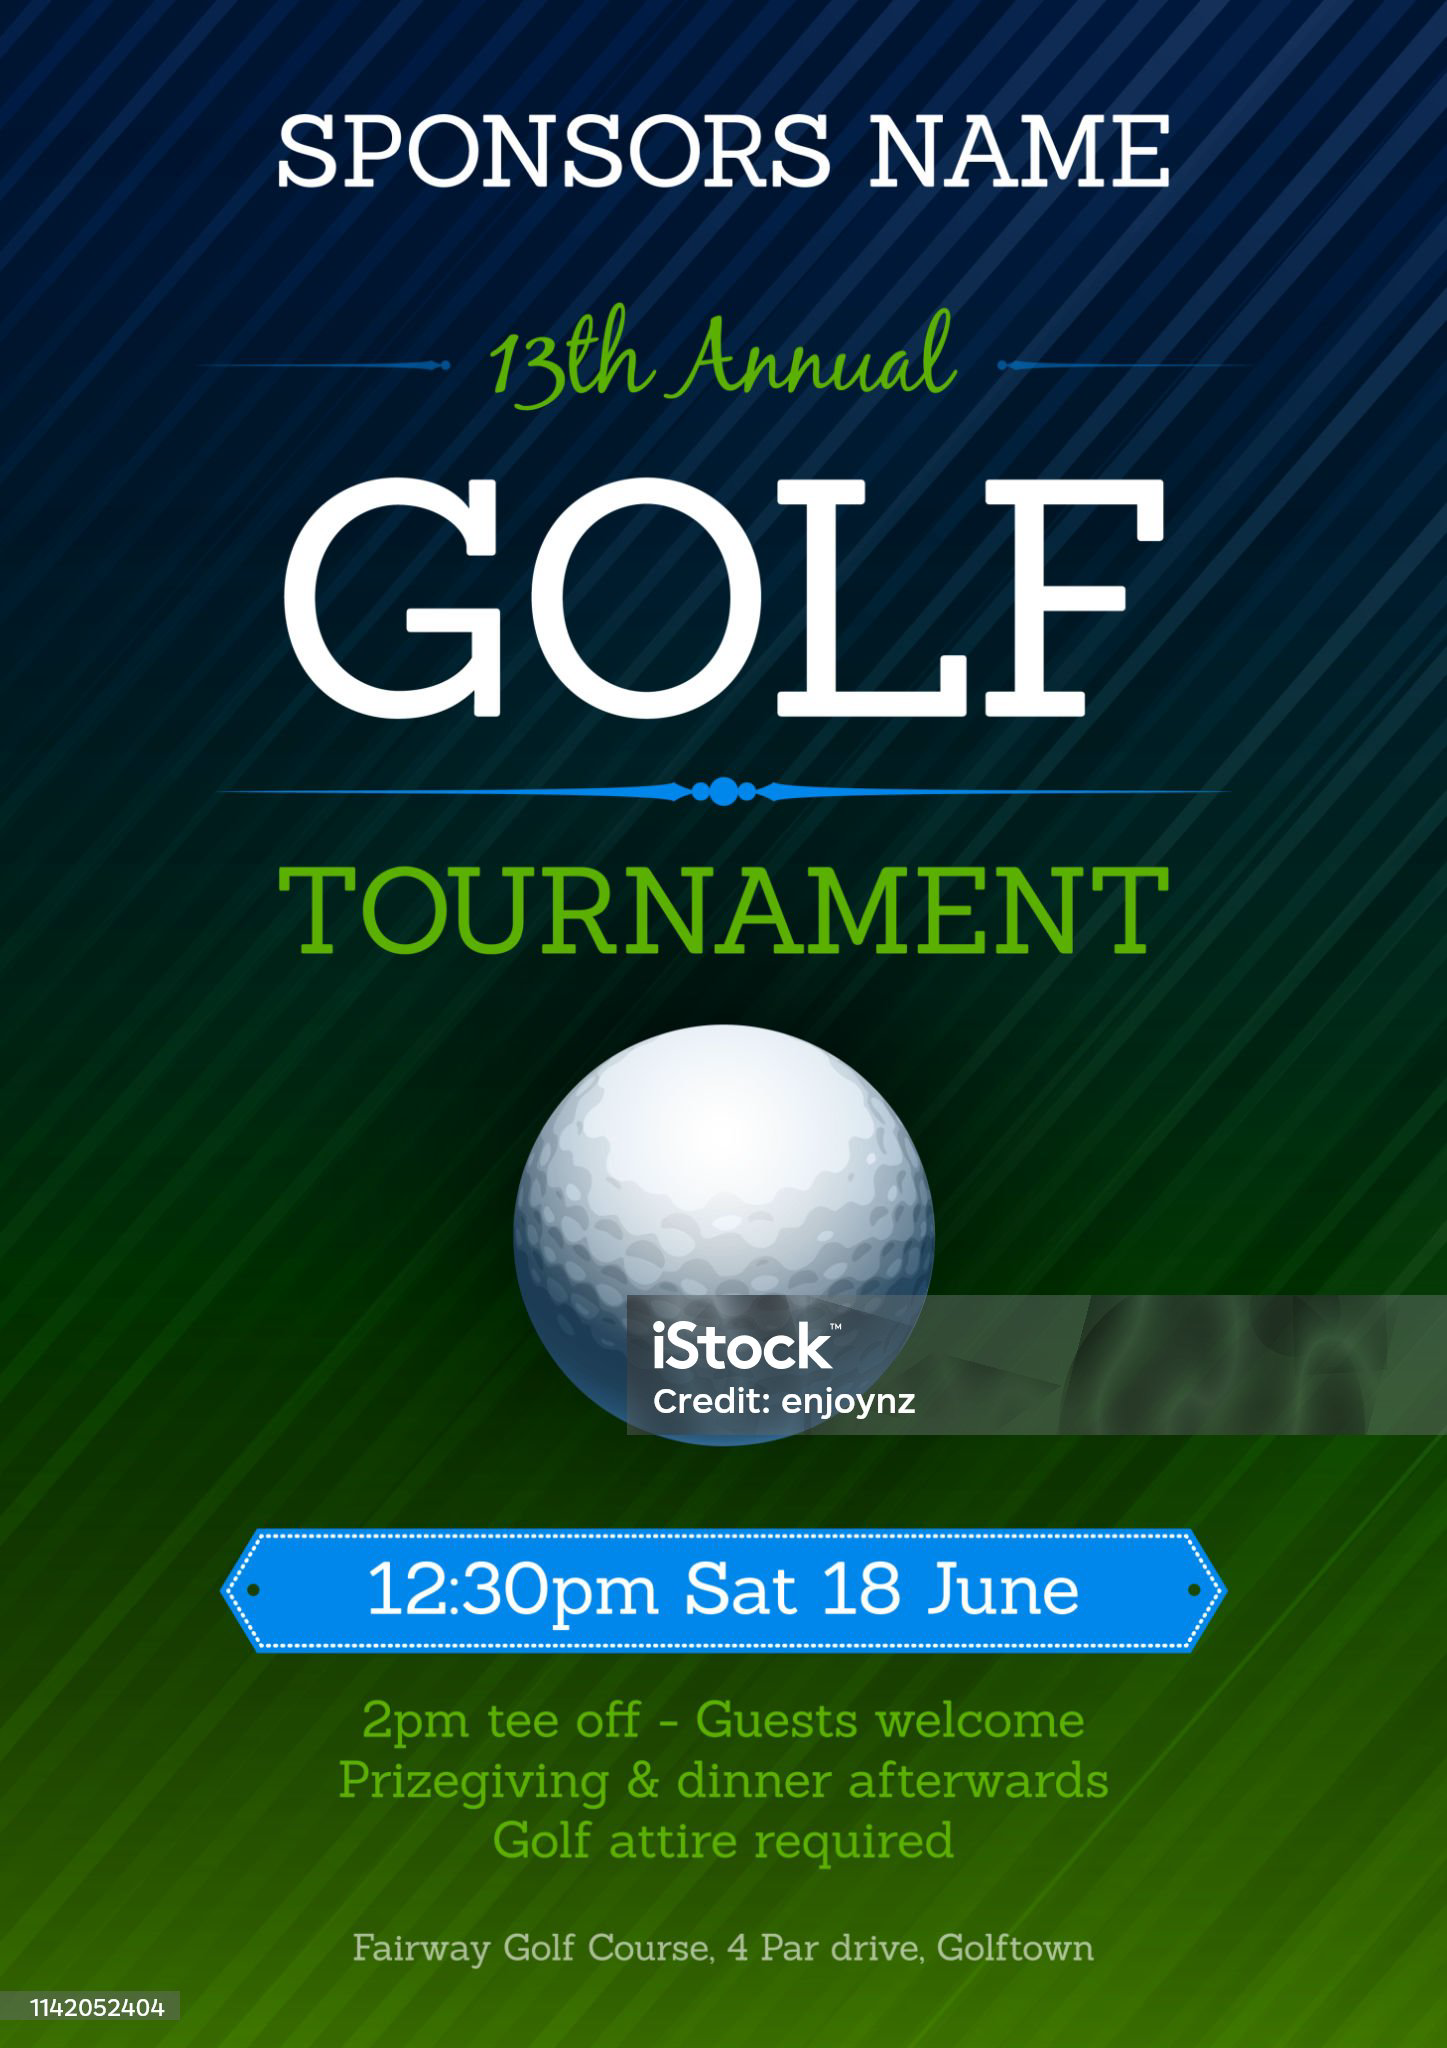 SPONSORS NAME
13th Annual
GOLF
TOURNAMENT
iStock™
Credit: enjoynz
12:30pm Sat 18 June
2pm tee off - Guests welcome
Prizegiving & dinner afterwards
Golf attire required
Fairway Golf Course, 4 Par drive, Golftown
1142052404